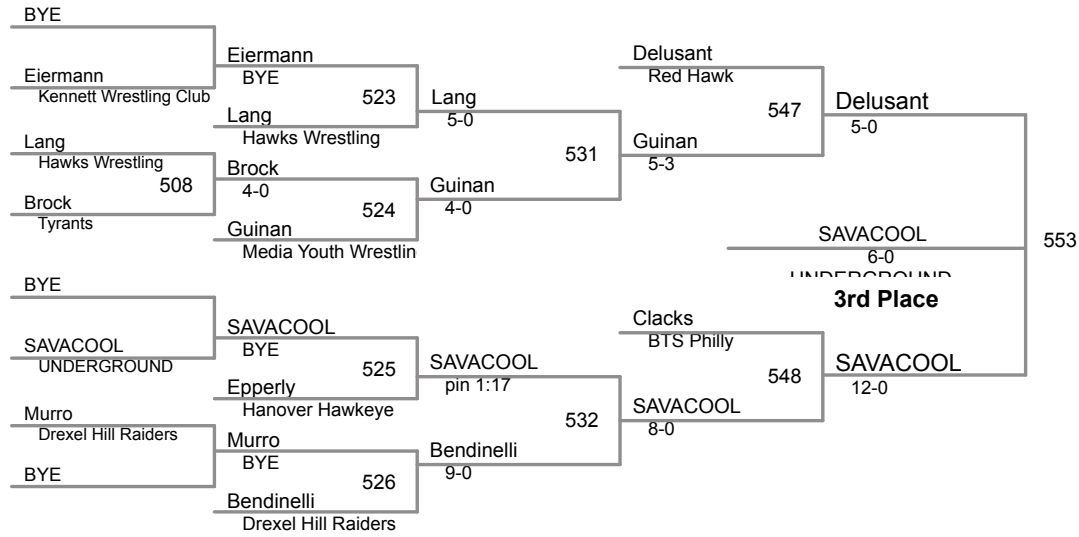 BYE
Eiermann
Kennett Wrestling Club
Lang
Hawks Wrestling
508
Brock
Tyrants
BYE
SAVACOOL
UNDERGROUND
Murro
Drexel Hill Raiders
BYE
Eiermann
BYE
523
Lang
Hawks Wrestling
Brock
4-0
524
Guinan
Media Youth Wrestlin
SAVACOOL
BYE
525
Epperly
Hanover Hawkeye
Murro
BYE
526
Bendinelli
Drexel Hill Raiders
Lang
5-0
531
Guinan
4-0
SAVACOOL
pin 1:17
532
Bendinelli
9-0
Delusant
Red Hawk
547
Guinan
5-3
Clacks
BTS Philly
548
SAVACOOL
8-0
Delusant
5-0
SAVACOOL
6-0
UNDERGROUND
3rd Place
553
SAVACOOL
12-0